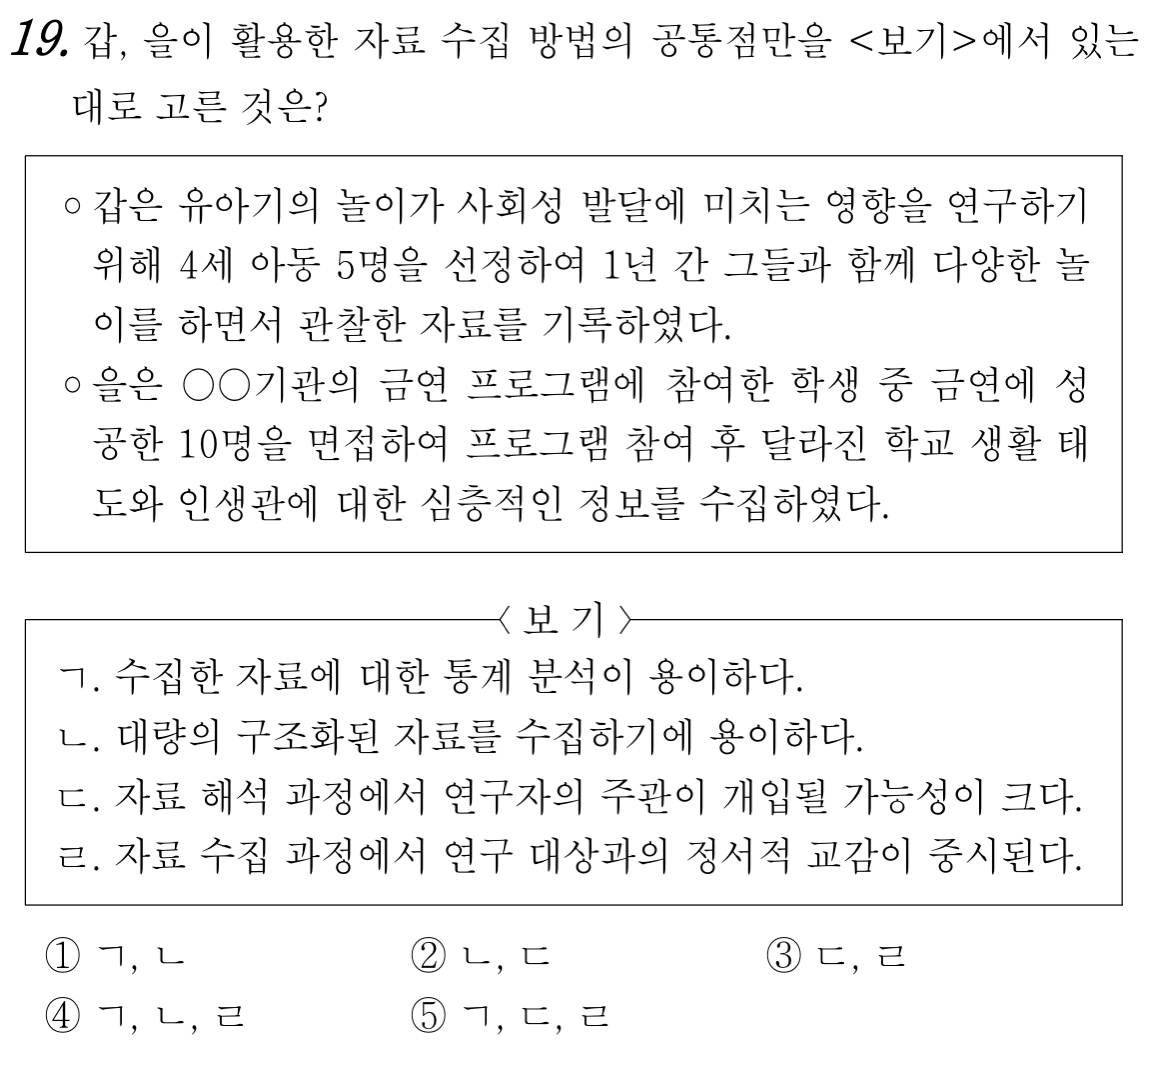 19. 갑, 을이 활용한 자료 수집 방법의 공통점만을 <보기>에서 있는
대로 고른 것은?
○ 갑은 유아기의 놀이가 사회성 발달에 미치는 영향을 연구하기
위해 4세 아동 5명을 선정하여 1년 간 그들과 함께 다양한 놀
이를 하면서 관찰한 자료를 기록하였다.
○ 을은 ○○기관의 금연 프로그램에 참여한 학생 중 금연에 성
공한 10명을 면접하여 프로그램 참여 후 달라진 학교 생활 태
도와 인생관에 대한 심층적인 정보를 수집하였다.
〈 보 기 〉
ㄱ. 수집한 자료에 대한 통계 분석이 용이하다.
ㄴ. 대량의 구조화된 자료를 수집하기에 용이하다.
ㄷ. 자료 해석 과정에서 연구자의 주관이 개입될 가능성이 크다.
ㄹ. 자료 수집 과정에서 연구 대상과의 정서적 교감이 중시된다.
① ㄱ, ㄴ ② ㄴ, ㄷ ③ ㄷ, ㄹ
④ ㄱ, ㄴ, ㄹ ⑤ ㄱ, ㄷ, ㄹ